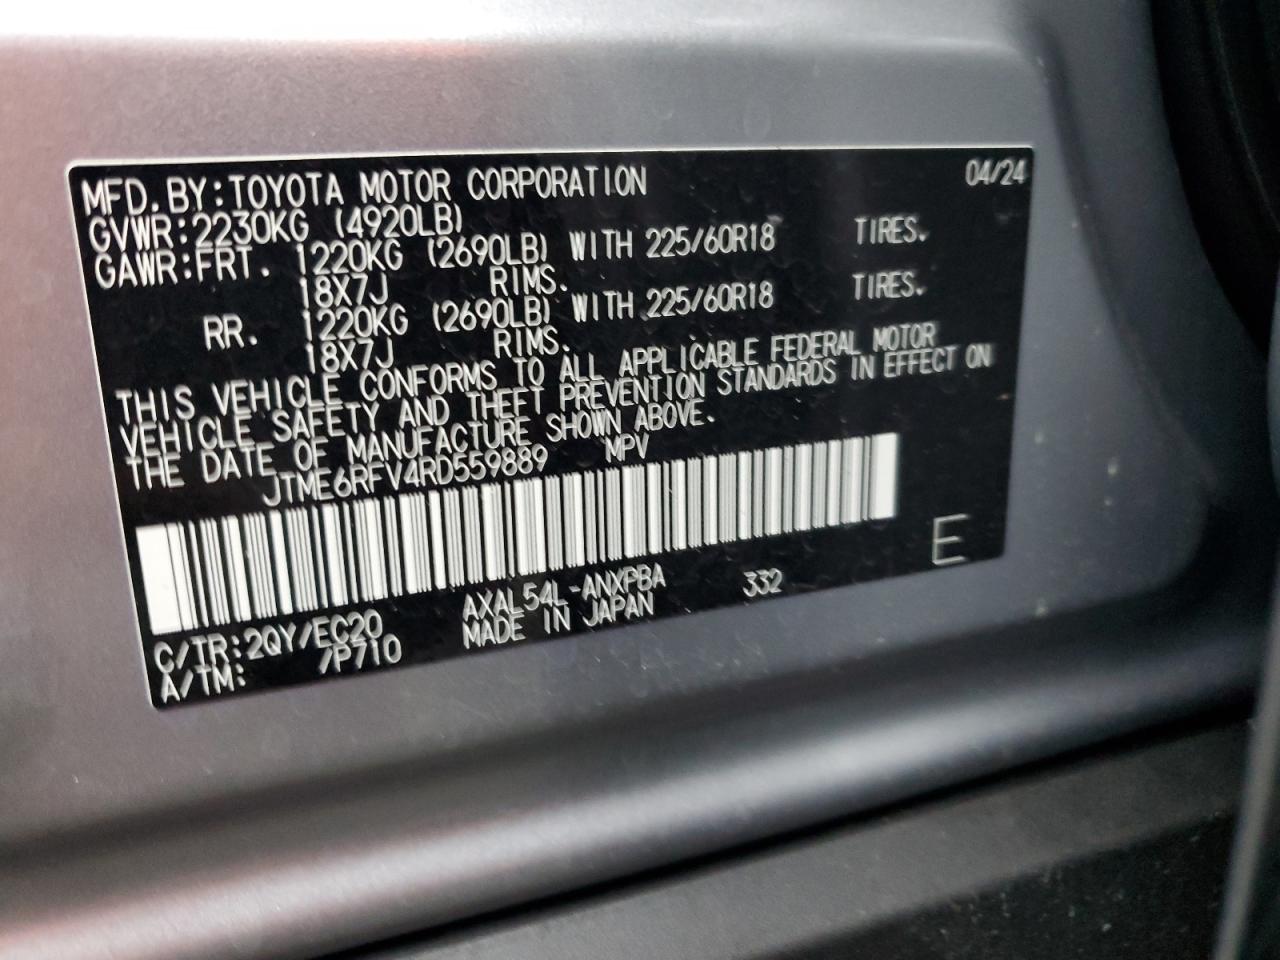 MFD. BY: TOYOTA MOTOR CORPORATION 04/24
GVWR: 2230KG (4920LB)
GAWR: FRT. 1220KG (2690LB) WITH 225/60R18 TIRES.
18X7J RIMS.
RR. 1220KG (2690LB) WITH 225/60R18 TIRES.
18X7J RIMS.
THIS VEHICLE CONFORMS TO ALL APPLICABLE FEDERAL MOTOR
VEHICLE SAFETY AND THEFT PREVENTION STANDARDS IN EFFECT ON
THE DATE OF MANUFACTURE SHOWN ABOVE.
JTME6RFV4RD559889 MPV
E
C/TR: 2QY/EC20 AXAL54L-ANXPBA 332
A/TM: /P710 MADE IN JAPAN